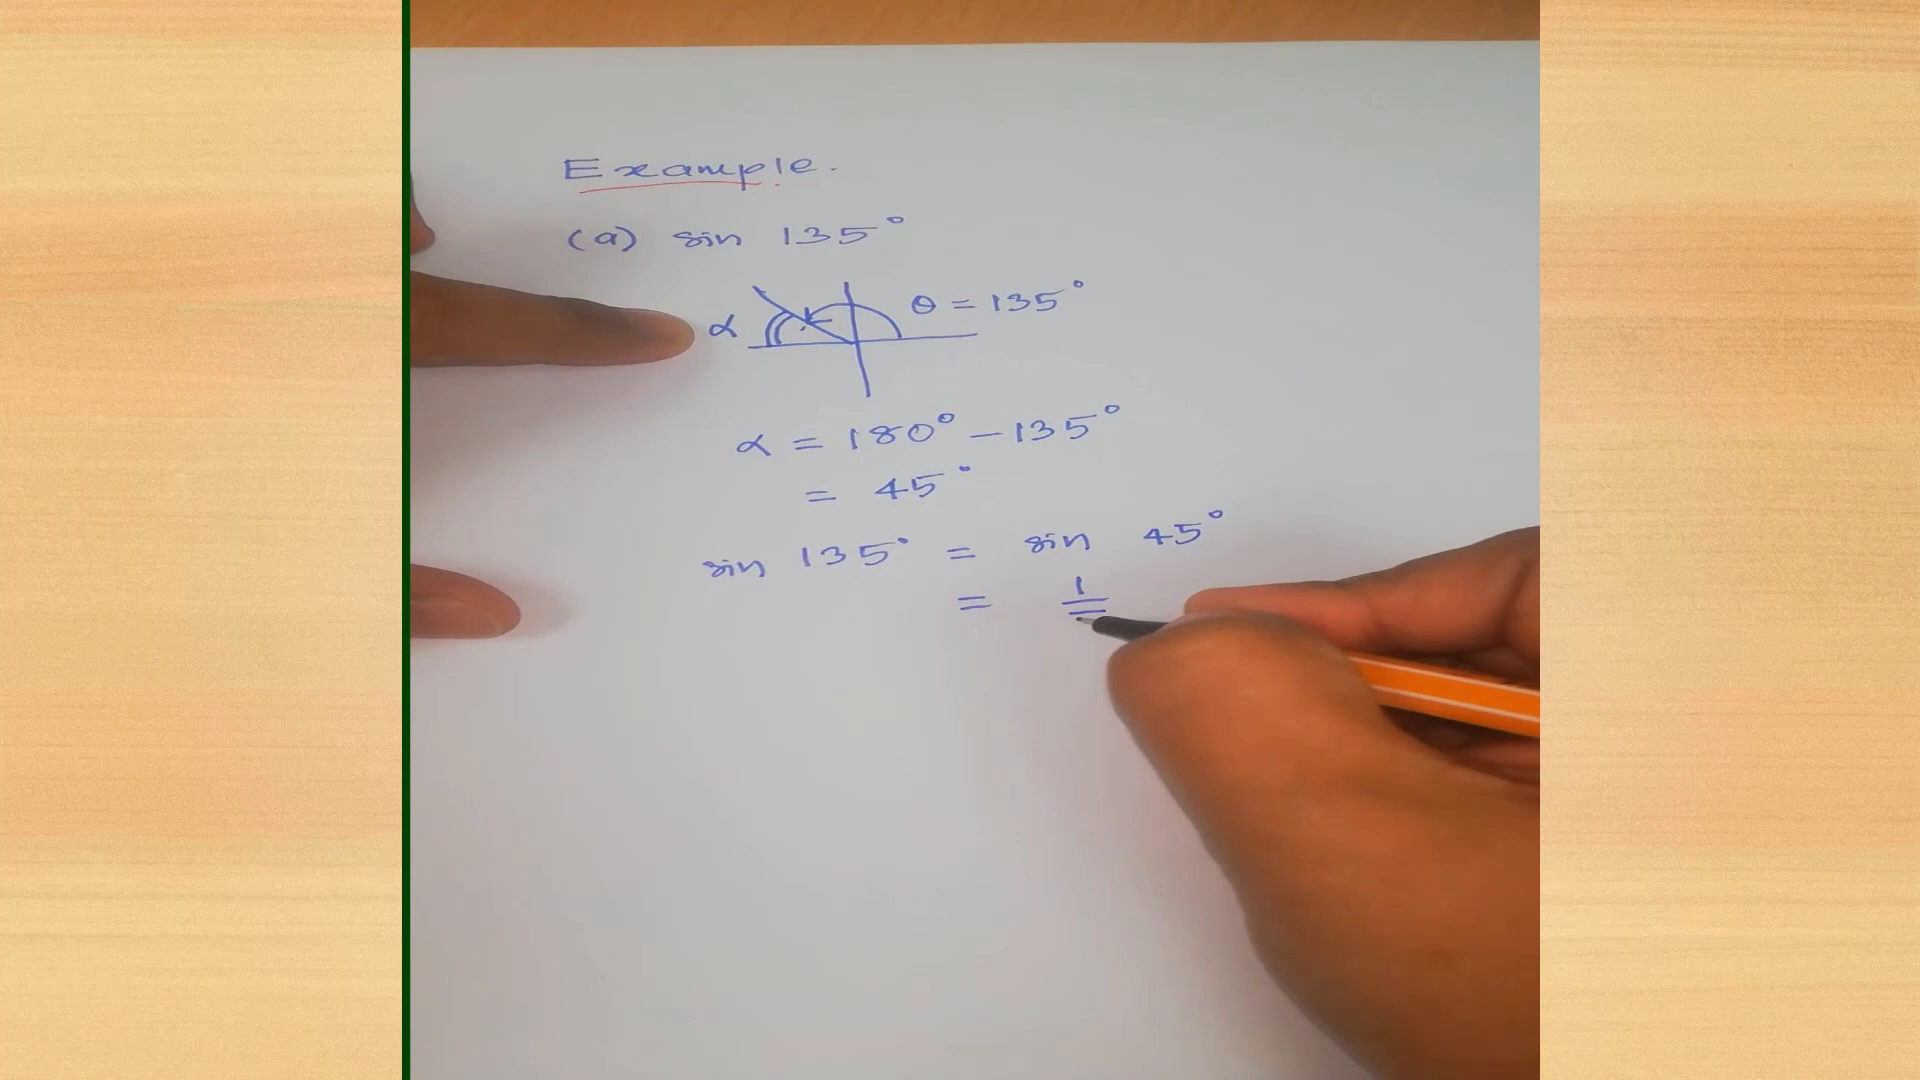 Example.
(a) sin 135°
α θ = 135°
α = 180° - 135°
= 45°
sin 135° = sin 45°
= 1/